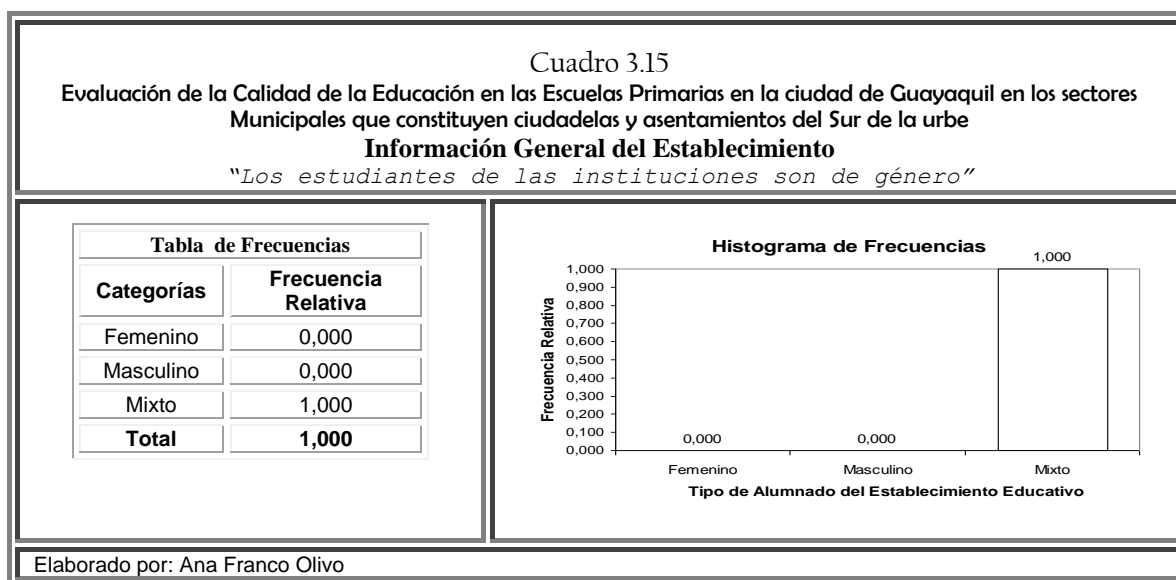 Cuadro 3.15
Evaluación de la Calidad de la Educación en las Escuelas Primarias en la ciudad de Guayaquil en los sectores
Municipales que constituyen ciudadelas y asentamientos del Sur de la urbe
Información General del Establecimiento
“Los estudiantes de las instituciones son de género”
Tabla de Frecuencias
Categorías
Frecuencia
Relativa
Femenino 0,000
Masculino 0,000
Mixto 1,000
Total 1,000
Histograma de Frecuencias
1,000
1,000
0,900
0,800
0,700
0,600
0,500
0,400
0,300
0,200
0,100
0,000
Frecuencia Relativa
0,000 0,000
Femenino Masculino Mixto
Tipo de Alumnado del Establecimiento Educativo
Elaborado por: Ana Franco Olivo